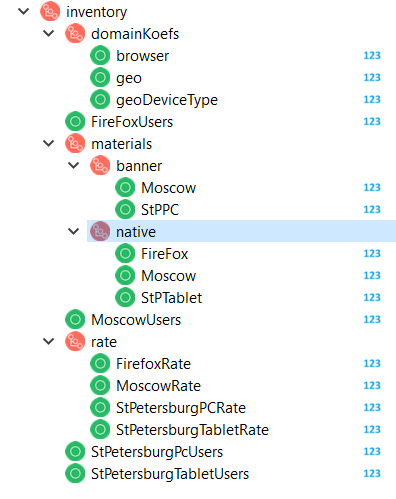 inventory
domainKoefs
browser 123
geo 123
geoDeviceType 123
FireFoxUsers 123
materials
banner
Moscow 123
StPPC 123
native
FireFox 123
Moscow 123
StPTablet 123
MoscowUsers 123
rate
FirefoxRate 123
MoscowRate 123
StPetersburgPCRate 123
StPetersburgTabletRate 123
StPetersburgPcUsers 123
StPetersburgTabletUsers 123